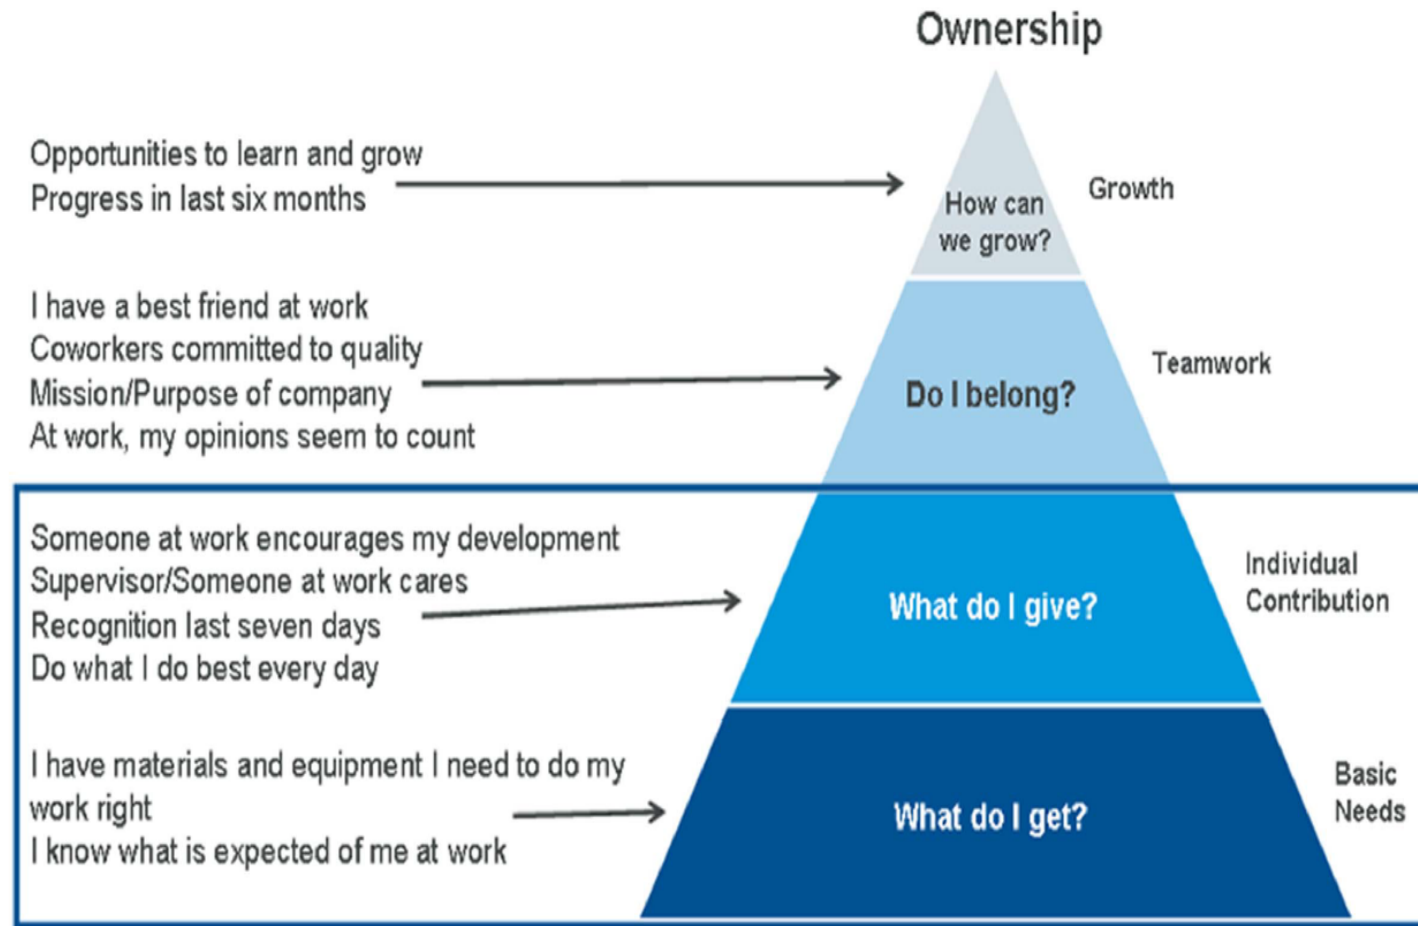 Ownership
Opportunities to learn and grow
Progress in last six months
How can
we grow?
Growth
I have a best friend at work
Coworkers committed to quality
Mission/Purpose of company
At work, my opinions seem to count
Do I belong?
Teamwork
Someone at work encourages my development
Supervisor/Someone at work cares
Recognition last seven days
Do what I do best every day
What do I give?
Individual
Contribution
I have materials and equipment I need to do my
work right
I know what is expected of me at work
What do I get?
Basic
Needs